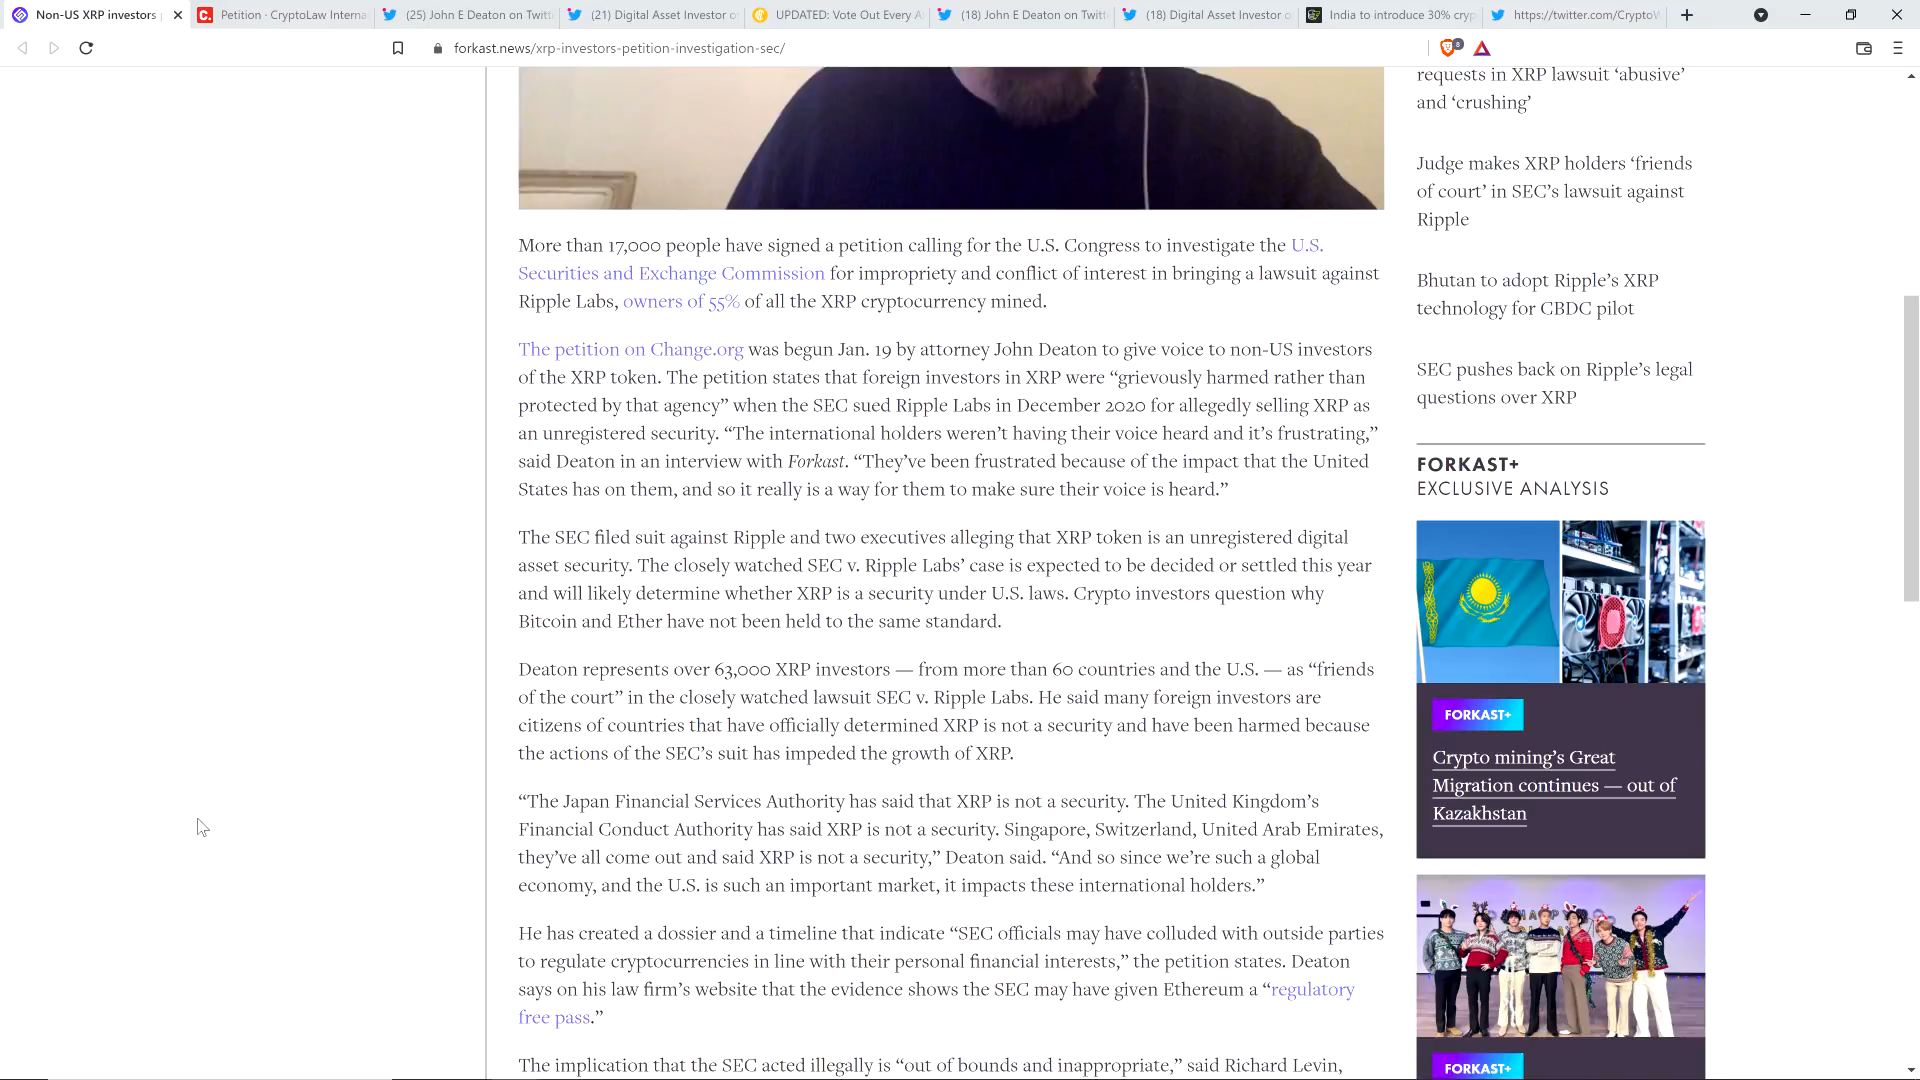 Non-US XRP investors
Petition · CryptoLaw Interna
(25) John E Deaton on Twitt
(21) Digital Asset Investor o
UPDATED: Vote Out Every A
(18) John E Deaton on Twitt
(18) Digital Asset Investor o
India to introduce 30% cryp
https://twitter.com/CryptoW
forkast.news/xrp-investors-petition-investigation-sec/
8
More than 17,000 people have signed a petition calling for the U.S. Congress to investigate the U.S.
Securities and Exchange Commission for impropriety and conflict of interest in bringing a lawsuit against
Ripple Labs, owners of 55% of all the XRP cryptocurrency mined.
The petition on Change.org was begun Jan. 19 by attorney John Deaton to give voice to non-US investors
of the XRP token. The petition states that foreign investors in XRP were “grievously harmed rather than
protected by that agency” when the SEC sued Ripple Labs in December 2020 for allegedly selling XRP as
an unregistered security. “The international holders weren’t having their voice heard and it’s frustrating,”
said Deaton in an interview with Forkast. “They’ve been frustrated because of the impact that the United
States has on them, and so it really is a way for them to make sure their voice is heard.”
The SEC filed suit against Ripple and two executives alleging that XRP token is an unregistered digital
asset security. The closely watched SEC v. Ripple Labs’ case is expected to be decided or settled this year
and will likely determine whether XRP is a security under U.S. laws. Crypto investors question why
Bitcoin and Ether have not been held to the same standard.
Deaton represents over 63,000 XRP investors — from more than 60 countries and the U.S. — as “friends
of the court” in the closely watched lawsuit SEC v. Ripple Labs. He said many foreign investors are
citizens of countries that have officially determined XRP is not a security and have been harmed because
the actions of the SEC’s suit has impeded the growth of XRP.
“The Japan Financial Services Authority has said that XRP is not a security. The United Kingdom’s
Financial Conduct Authority has said XRP is not a security. Singapore, Switzerland, United Arab Emirates,
they’ve all come out and said XRP is not a security,” Deaton said. “And so since we’re such a global
economy, and the U.S. is such an important market, it impacts these international holders.”
He has created a dossier and a timeline that indicate “SEC officials may have colluded with outside parties
to regulate cryptocurrencies in line with their personal financial interests,” the petition states. Deaton
says on his law firm’s website that the evidence shows the SEC may have given Ethereum a “regulatory
free pass.”
The implication that the SEC acted illegally is “out of bounds and inappropriate,” said Richard Levin,
requests in XRP lawsuit ‘abusive’
and ‘crushing’
Judge makes XRP holders ‘friends
of court’ in SEC’s lawsuit against
Ripple
Bhutan to adopt Ripple’s XRP
technology for CBDC pilot
SEC pushes back on Ripple’s legal
questions over XRP
FORKAST+
EXCLUSIVE ANALYSIS
FORKAST+
Crypto mining’s Great
Migration continues — out of
Kazakhstan
FORKAST+